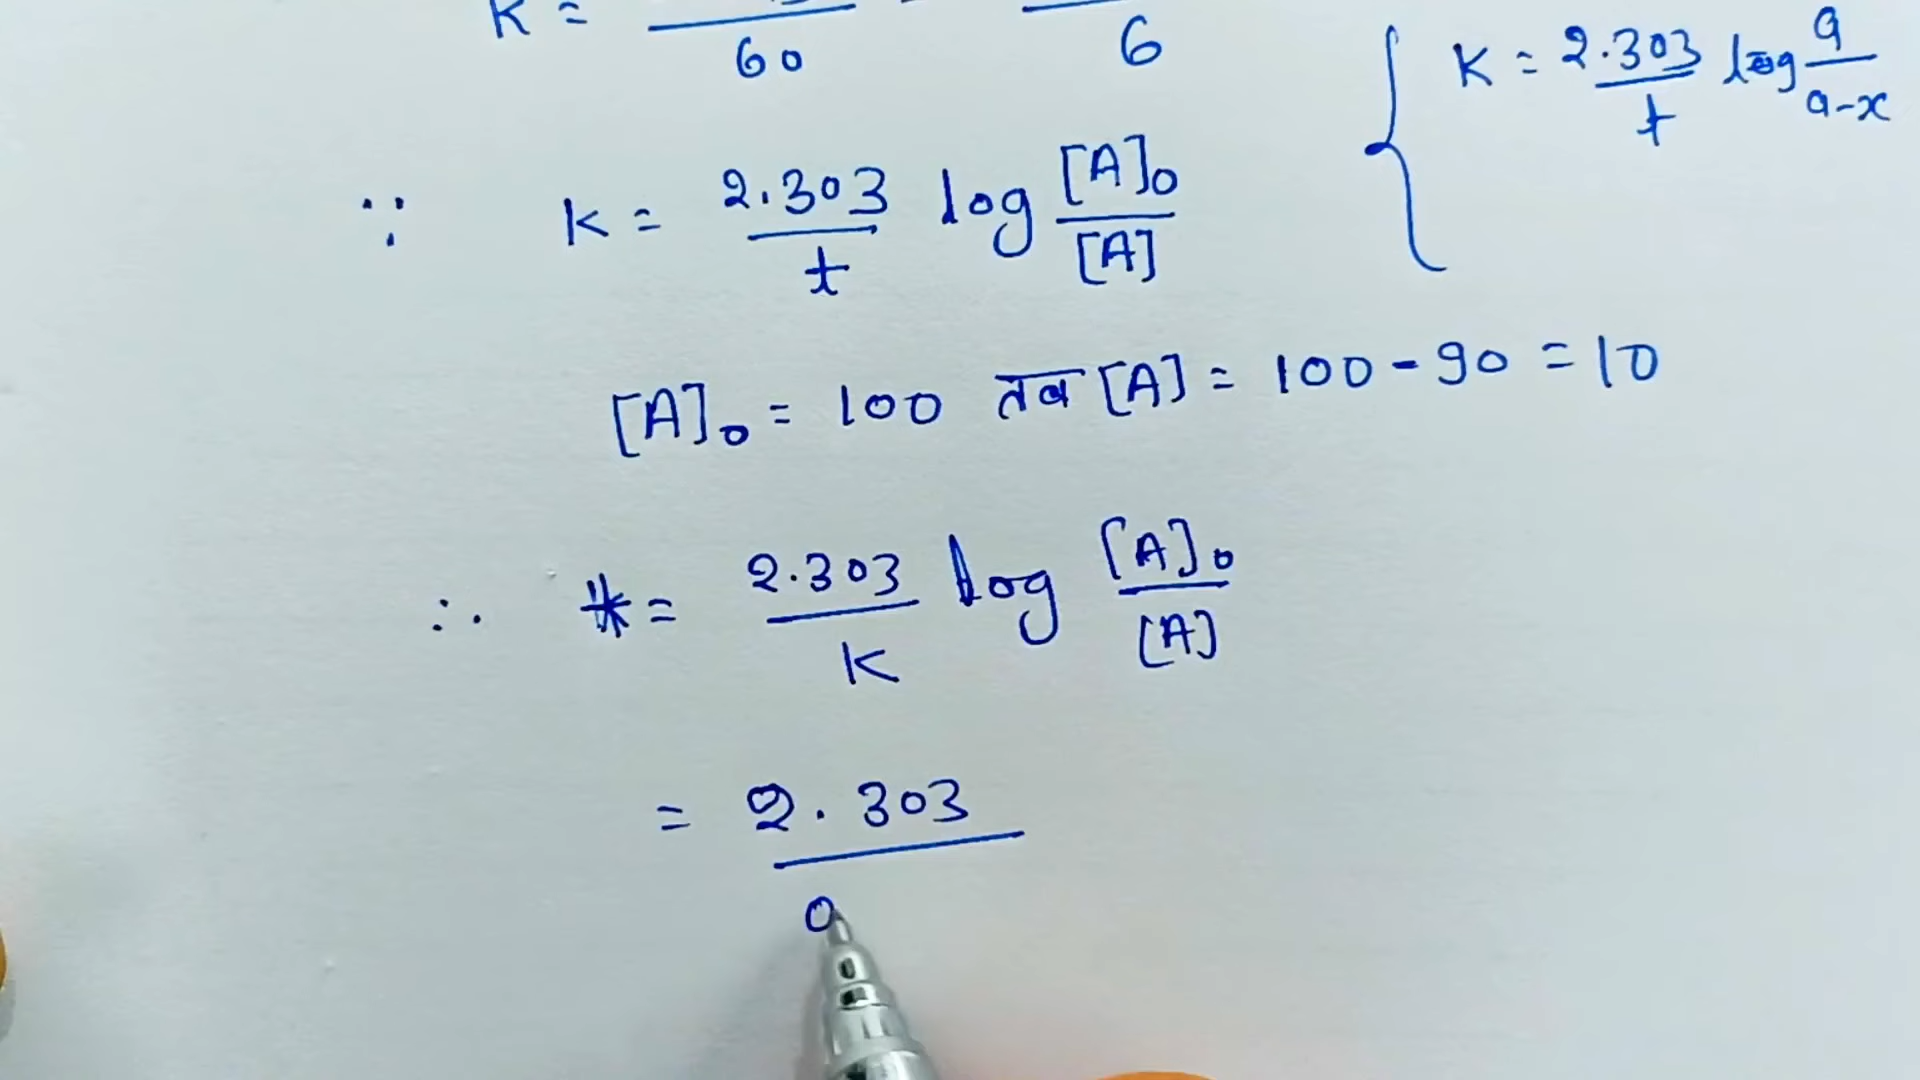 K =
60
6
K = 2.303/t log a/a-x
∵ K = 2.303/t log [A]₀/[A]
[A]₀ = 100 तब [A] = 100 - 90 = 10
∴ t = 2.303/K log [A]₀/[A]
= 2.303/0